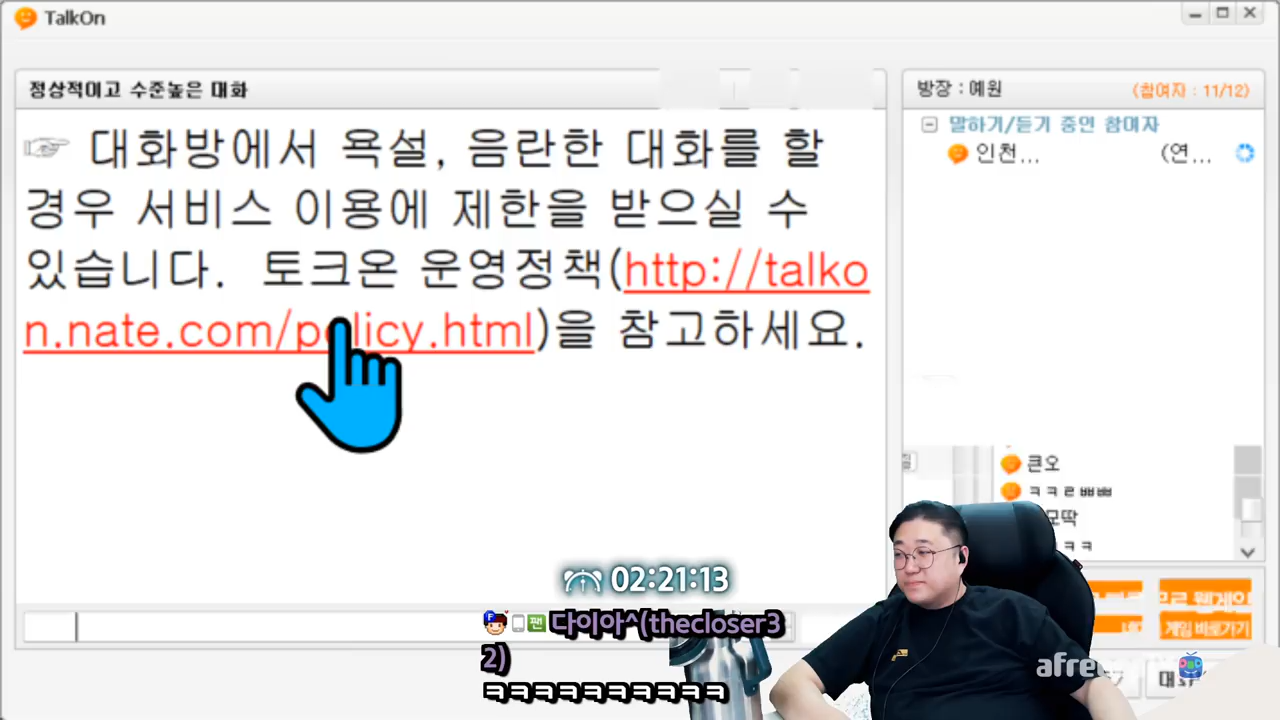 TalkOn
정상적이고 수준높은 대화
☞ 대화방에서 욕설, 음란한 대화를 할
경우 서비스 이용에 제한을 받으실 수
있습니다. 토크온 운영정책(http://talko
n.nate.com/policy.html)을 참고하세요.
방장 : 예원
(참여자 : 11/12)
말하기/듣기 중인 참여자
인천... (연...
큰오
ㅋㅋㄹㅃㅃ
모딱
ㅋㅋ
02:21:13
팬 다이아^(thecloser3
2)
ㅋㅋㅋㅋㅋㅋㅋㅋㅋㅋ
게임 바로가기